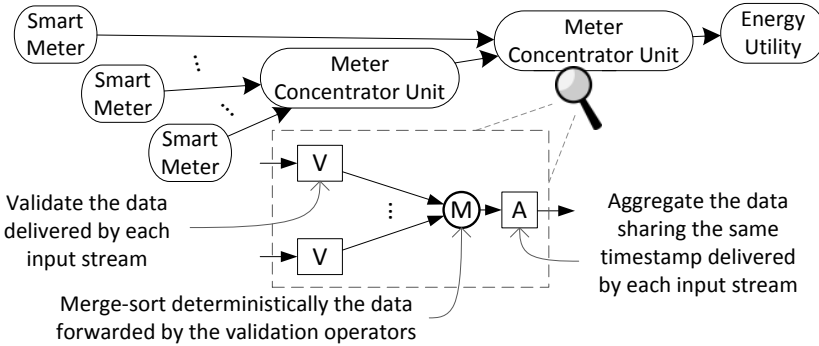 Smart
Meter
Meter
Concentrator Unit
Energy
Utility
Smart
Meter
...
Meter
Concentrator Unit
...
Smart
Meter
V
...
V
M
A
Validate the data
delivered by each
input stream
Aggregate the data
sharing the same
timestamp delivered
by each input stream
Merge-sort deterministically the data
forwarded by the validation operators